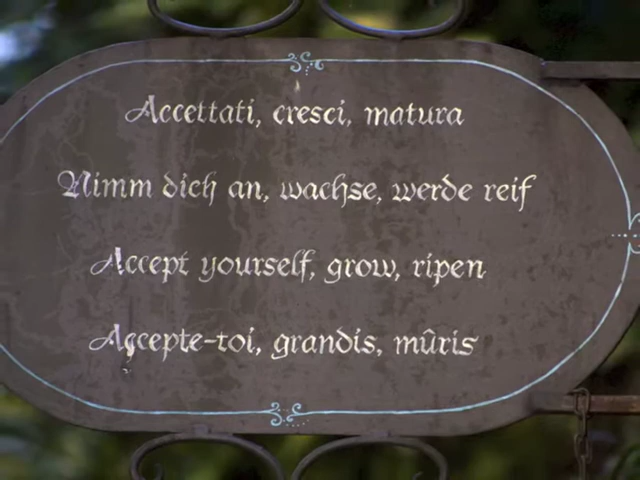 Accettati, cresci, matura
Nimm dich an, wachse, werde reif
Accept yourself, grow, ripen
Accepte-toi, grandis, mûris